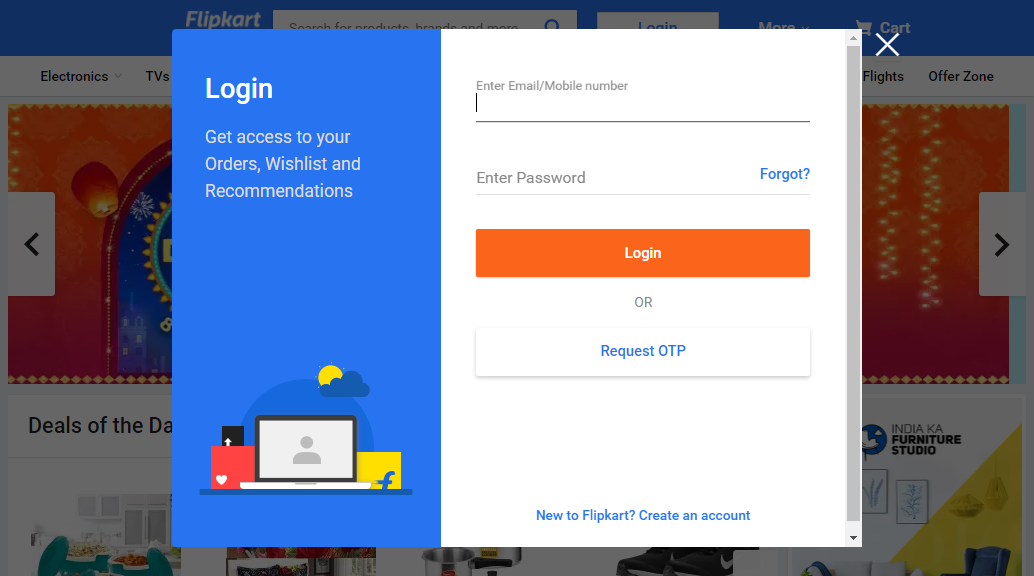 Flipkart
Search for products, brands and more
Login
More
Cart
Electronics
TVs
Flights
Offer Zone
Login
Get access to your
Orders, Wishlist and
Recommendations
Enter Email/Mobile number
Enter Password
Forgot?
Login
OR
Request OTP
New to Flipkart? Create an account
Deals of the Da
INDIA KA
FURNITURE
STUDIO